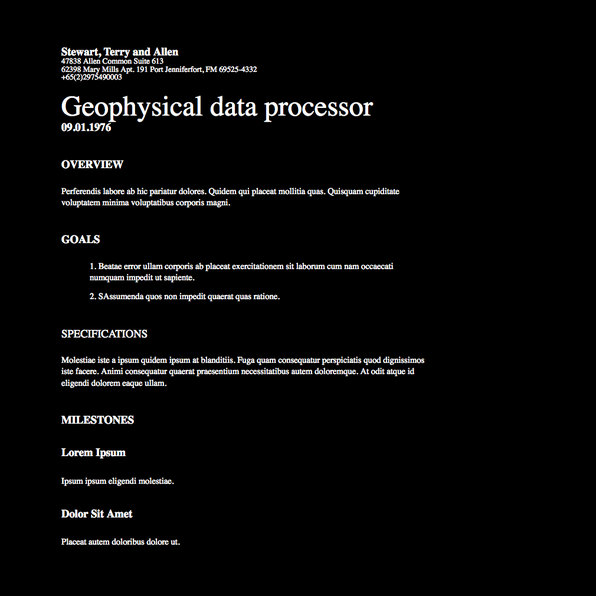 Stewart, Terry and Allen
47838 Allen Common Suite 613
62398 Mary Mills Apt. 191 Port Jenniferfort, FM 69525-4332
+65(2)2975490003
Geophysical data processor
09.01.1976
OVERVIEW
Perferendis labore ab hic pariatur dolores. Quidem qui placeat mollitia quas. Quisquam cupiditate
voluptatem minima voluptatibus corporis magni.
GOALS
1. Beatae error ullam corporis ab placeat exercitationem sit laborum cum nam occaecati
numquam impedit ut sapiente.
2. SAssumenda quos non impedit quaerat quas ratione.
SPECIFICATIONS
Molestiae iste a ipsum quidem ipsum at blanditiis. Fuga quam consequatur perspiciatis quod dignissimos
iste facere. Animi consequatur quaerat praesentium necessitatibus autem doloremque. At odit atque id
eligendi dolorem eaque ullam.
MILESTONES
Lorem Ipsum
Ipsum ipsum eligendi molestiae.
Dolor Sit Amet
Placeat autem doloribus dolore ut.